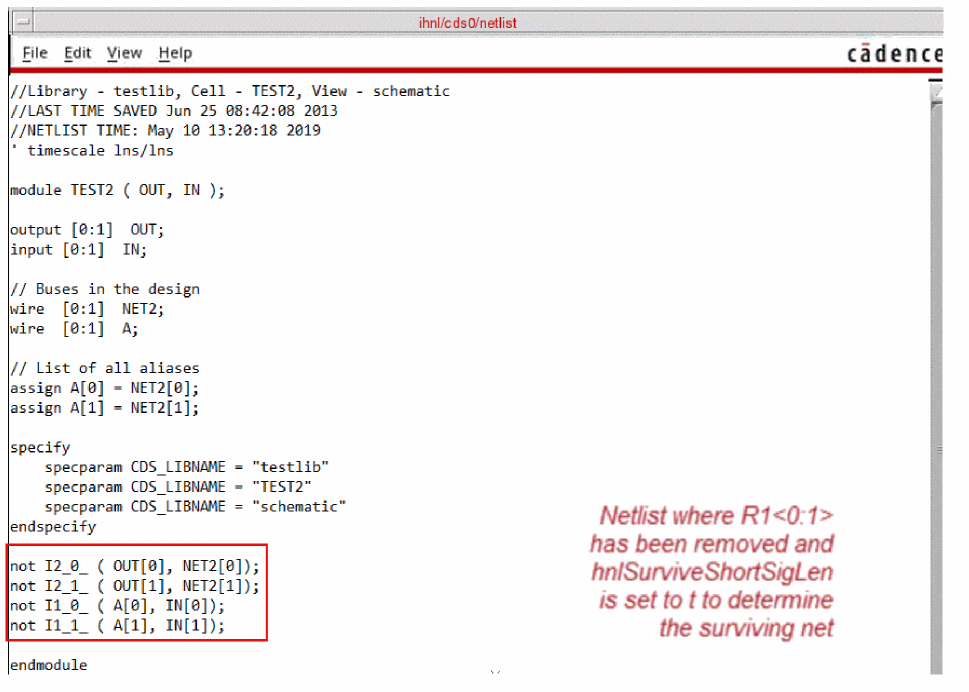 ihnl/cds0/netlist
File Edit View Help
cādence
//Library - testlib, Cell - TEST2, View - schematic
//LAST TIME SAVED Jun 25 08:42:08 2013
//NETLIST TIME: May 10 13:20:18 2019
' timescale lns/lns
module TEST2 ( OUT, IN );
output [0:1]  OUT;
input [0:1]  IN;
// Buses in the design
wire  [0:1]  NET2;
wire  [0:1]  A;
// List of all aliases
assign A[0] = NET2[0];
assign A[1] = NET2[1];
specify
    specparam CDS_LIBNAME = "testlib"
    specparam CDS_LIBNAME = "TEST2"
    specparam CDS_LIBNAME = "schematic"
endspecify
not I2_0_ ( OUT[0], NET2[0]);
not I2_1_ ( OUT[1], NET2[1]);
not I1_0_ ( A[0], IN[0]);
not I1_1_ ( A[1], IN[1]);
endmodule
Netlist where R1<0:1>
has been removed and
hnlSurviveShortSigLen
is set to t to determine
the surviving net